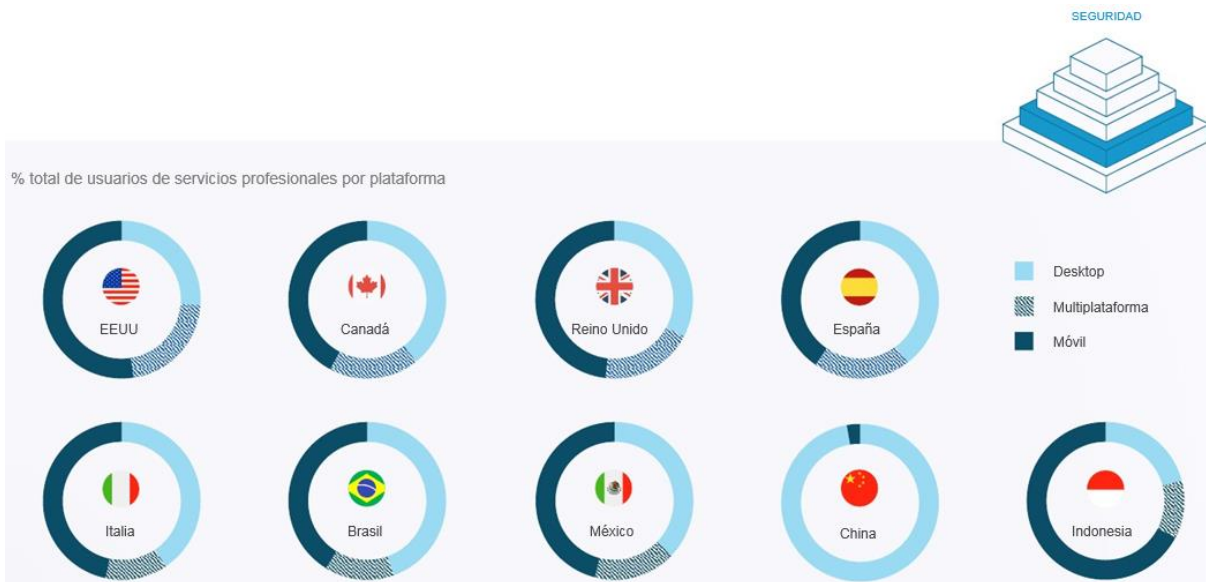 SEGURIDAD
% total de usuarios de servicios profesionales por plataforma
EEUU
Canadá
Reino Unido
España
Desktop
Multiplataforma
Móvil
Italia
Brasil
México
China
Indonesia